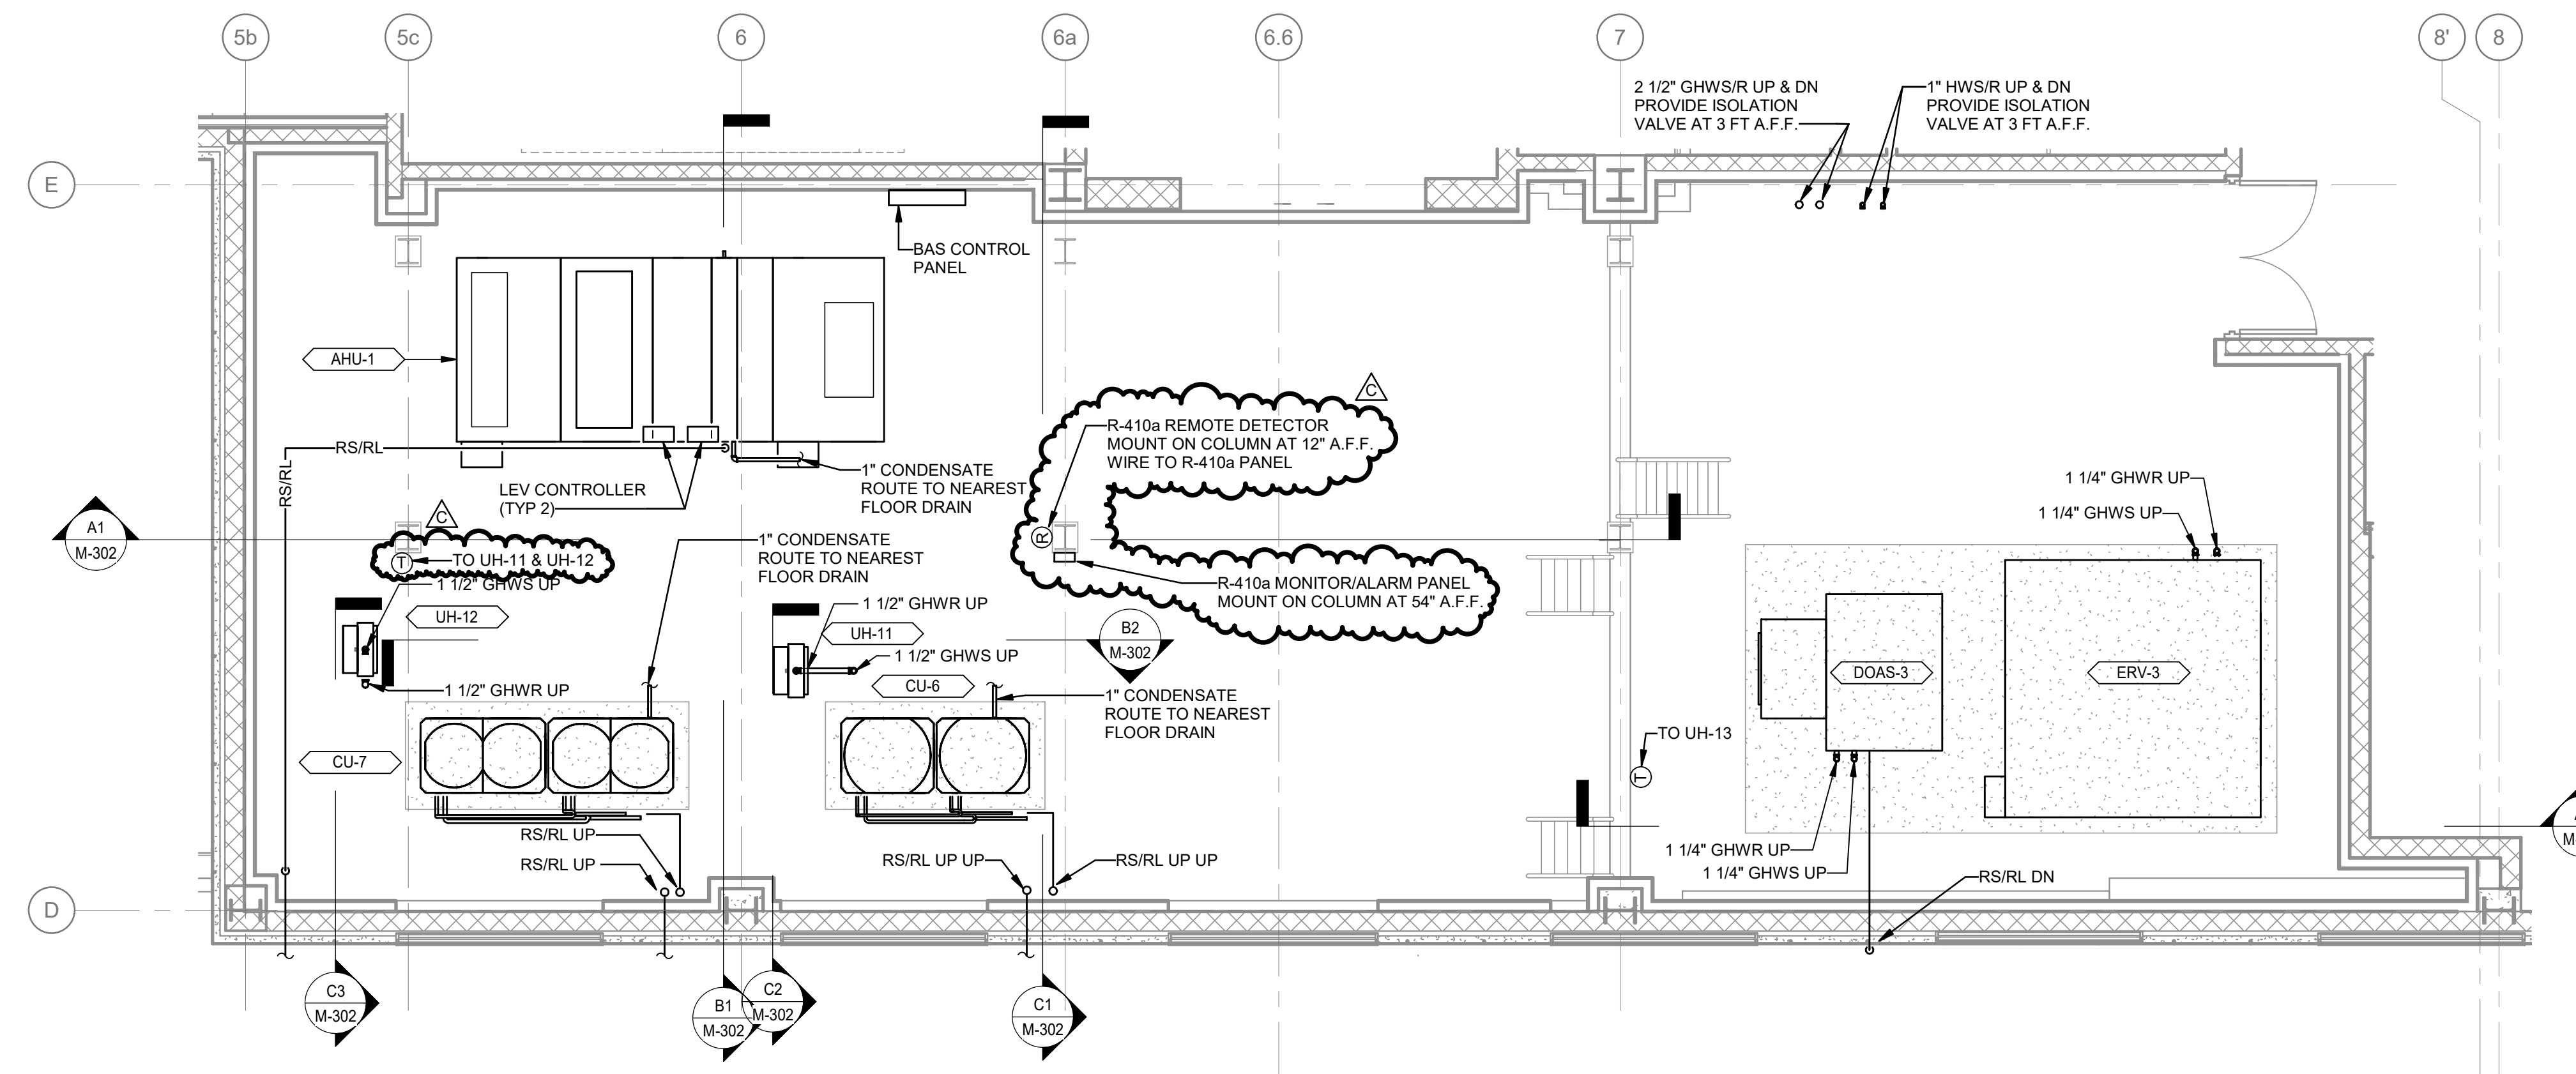 5b
5c
6
6a
6.6
7
8'
8
E
D
2 1/2" GHWS/R UP & DN
PROVIDE ISOLATION
VALVE AT 3 FT A.F.F.
1" HWS/R UP & DN
PROVIDE ISOLATION
VALVE AT 3 FT A.F.F.
BAS CONTROL
PANEL
AHU-1
RS/RL
RS/RL
LEV CONTROLLER
(TYP 2)
1" CONDENSATE
ROUTE TO NEAREST
FLOOR DRAIN
C
R-410a REMOTE DETECTOR
MOUNT ON COLUMN AT 12" A.F.F.
WIRE TO R-410a PANEL
R
R-410a MONITOR/ALARM PANEL
MOUNT ON COLUMN AT 54" A.F.F.
A1
M-302
C
T
TO UH-11 & UH-12
1 1/2" GHWS UP
UH-12
1 1/2" GHWR UP
1" CONDENSATE
ROUTE TO NEAREST
FLOOR DRAIN
1 1/2" GHWR UP
UH-11
1 1/2" GHWS UP
CU-6
B2
M-302
1" CONDENSATE
ROUTE TO NEAREST
FLOOR DRAIN
CU-7
RS/RL UP
RS/RL UP
RS/RL UP UP
RS/RL UP UP
1 1/4" GHWR UP
1 1/4" GHWS UP
DOAS-3
ERV-3
TO UH-13
T
1 1/4" GHWR UP
1 1/4" GHWS UP
RS/RL DN
C3
M-302
B1
M-302
C2
M-302
C1
M-302